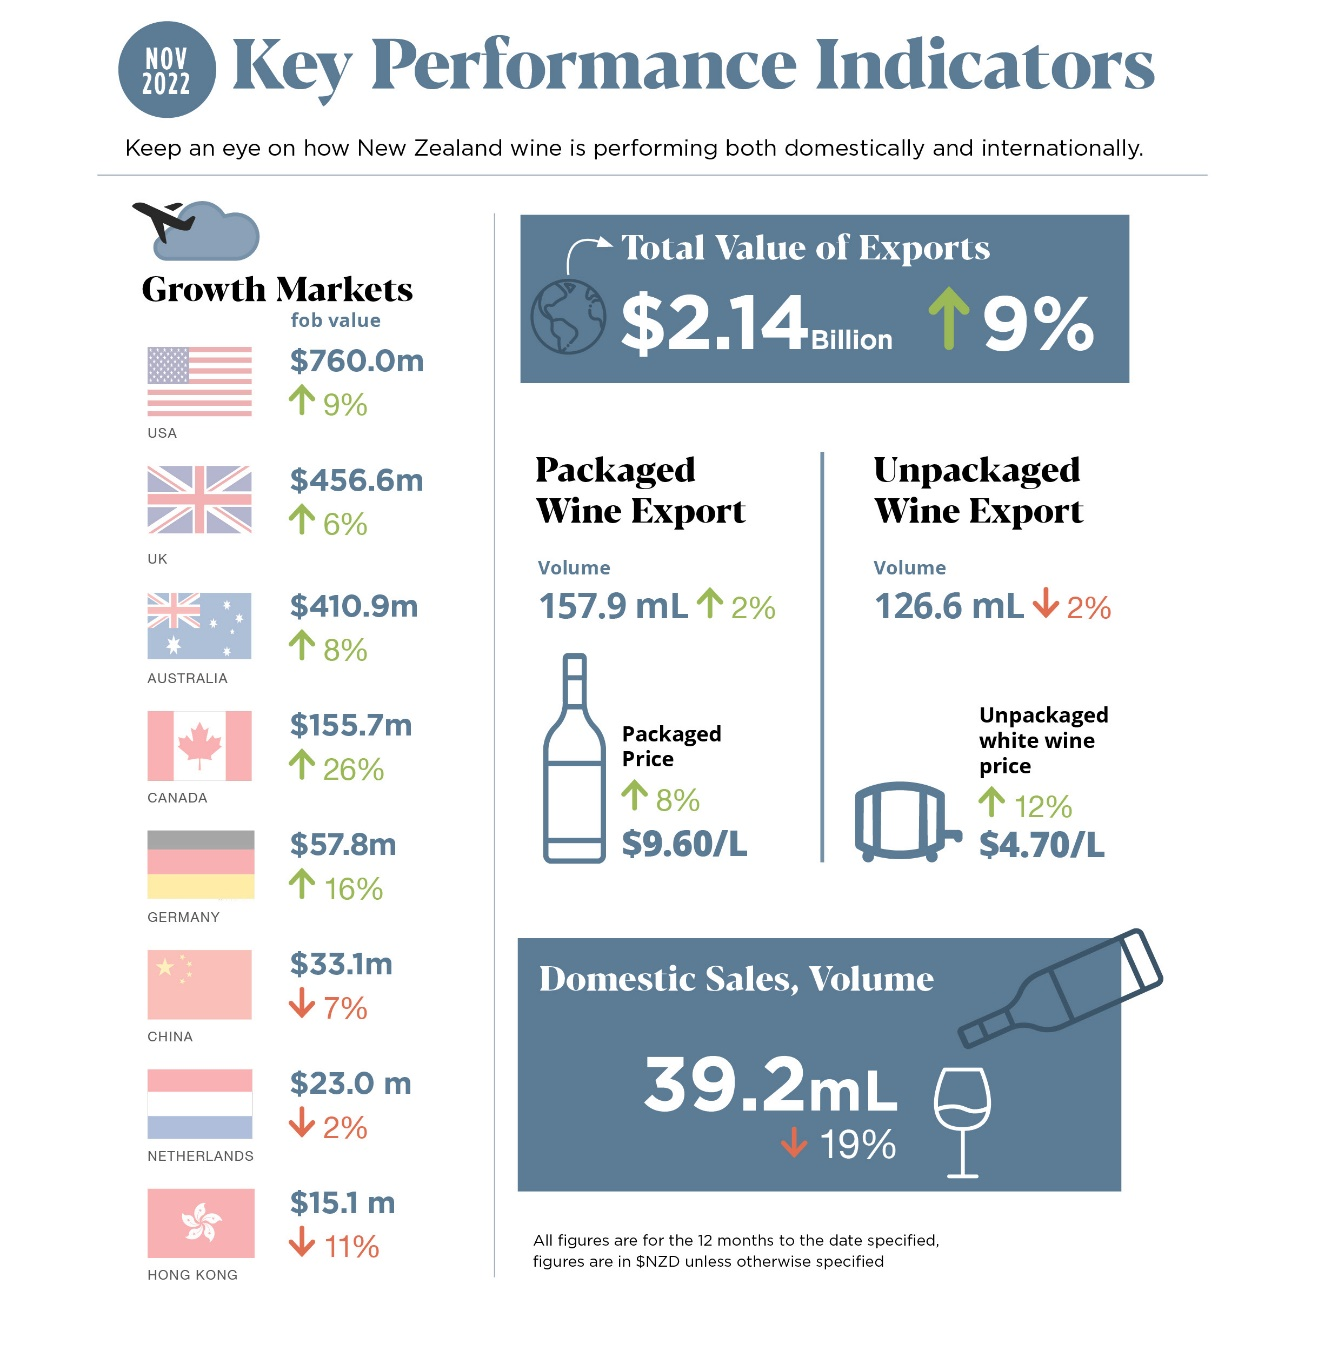 NOV
2022
Key Performance Indicators
Keep an eye on how New Zealand wine is performing both domestically and internationally.
Growth Markets
fob value
$760.0m
↑ 9%
USA
$456.6m
↑ 6%
UK
$410.9m
↑ 8%
AUSTRALIA
$155.7m
↑ 26%
CANADA
$57.8m
↑ 16%
GERMANY
$33.1m
↓ 7%
CHINA
$23.0 m
↓ 2%
NETHERLANDS
$15.1 m
↓ 11%
HONG KONG
Total Value of Exports
$2.14 Billion ↑ 9%
Packaged
Wine Export
Volume
157.9 mL ↑ 2%
Packaged
Price
↑ 8%
$9.60/L
Unpackaged
Wine Export
Volume
126.6 mL ↓ 2%
Unpackaged
white wine
price
↑ 12%
$4.70/L
Domestic Sales, Volume
39.2mL
↓ 19%
All figures are for the 12 months to the date specified,
figures are in $NZD unless otherwise specified